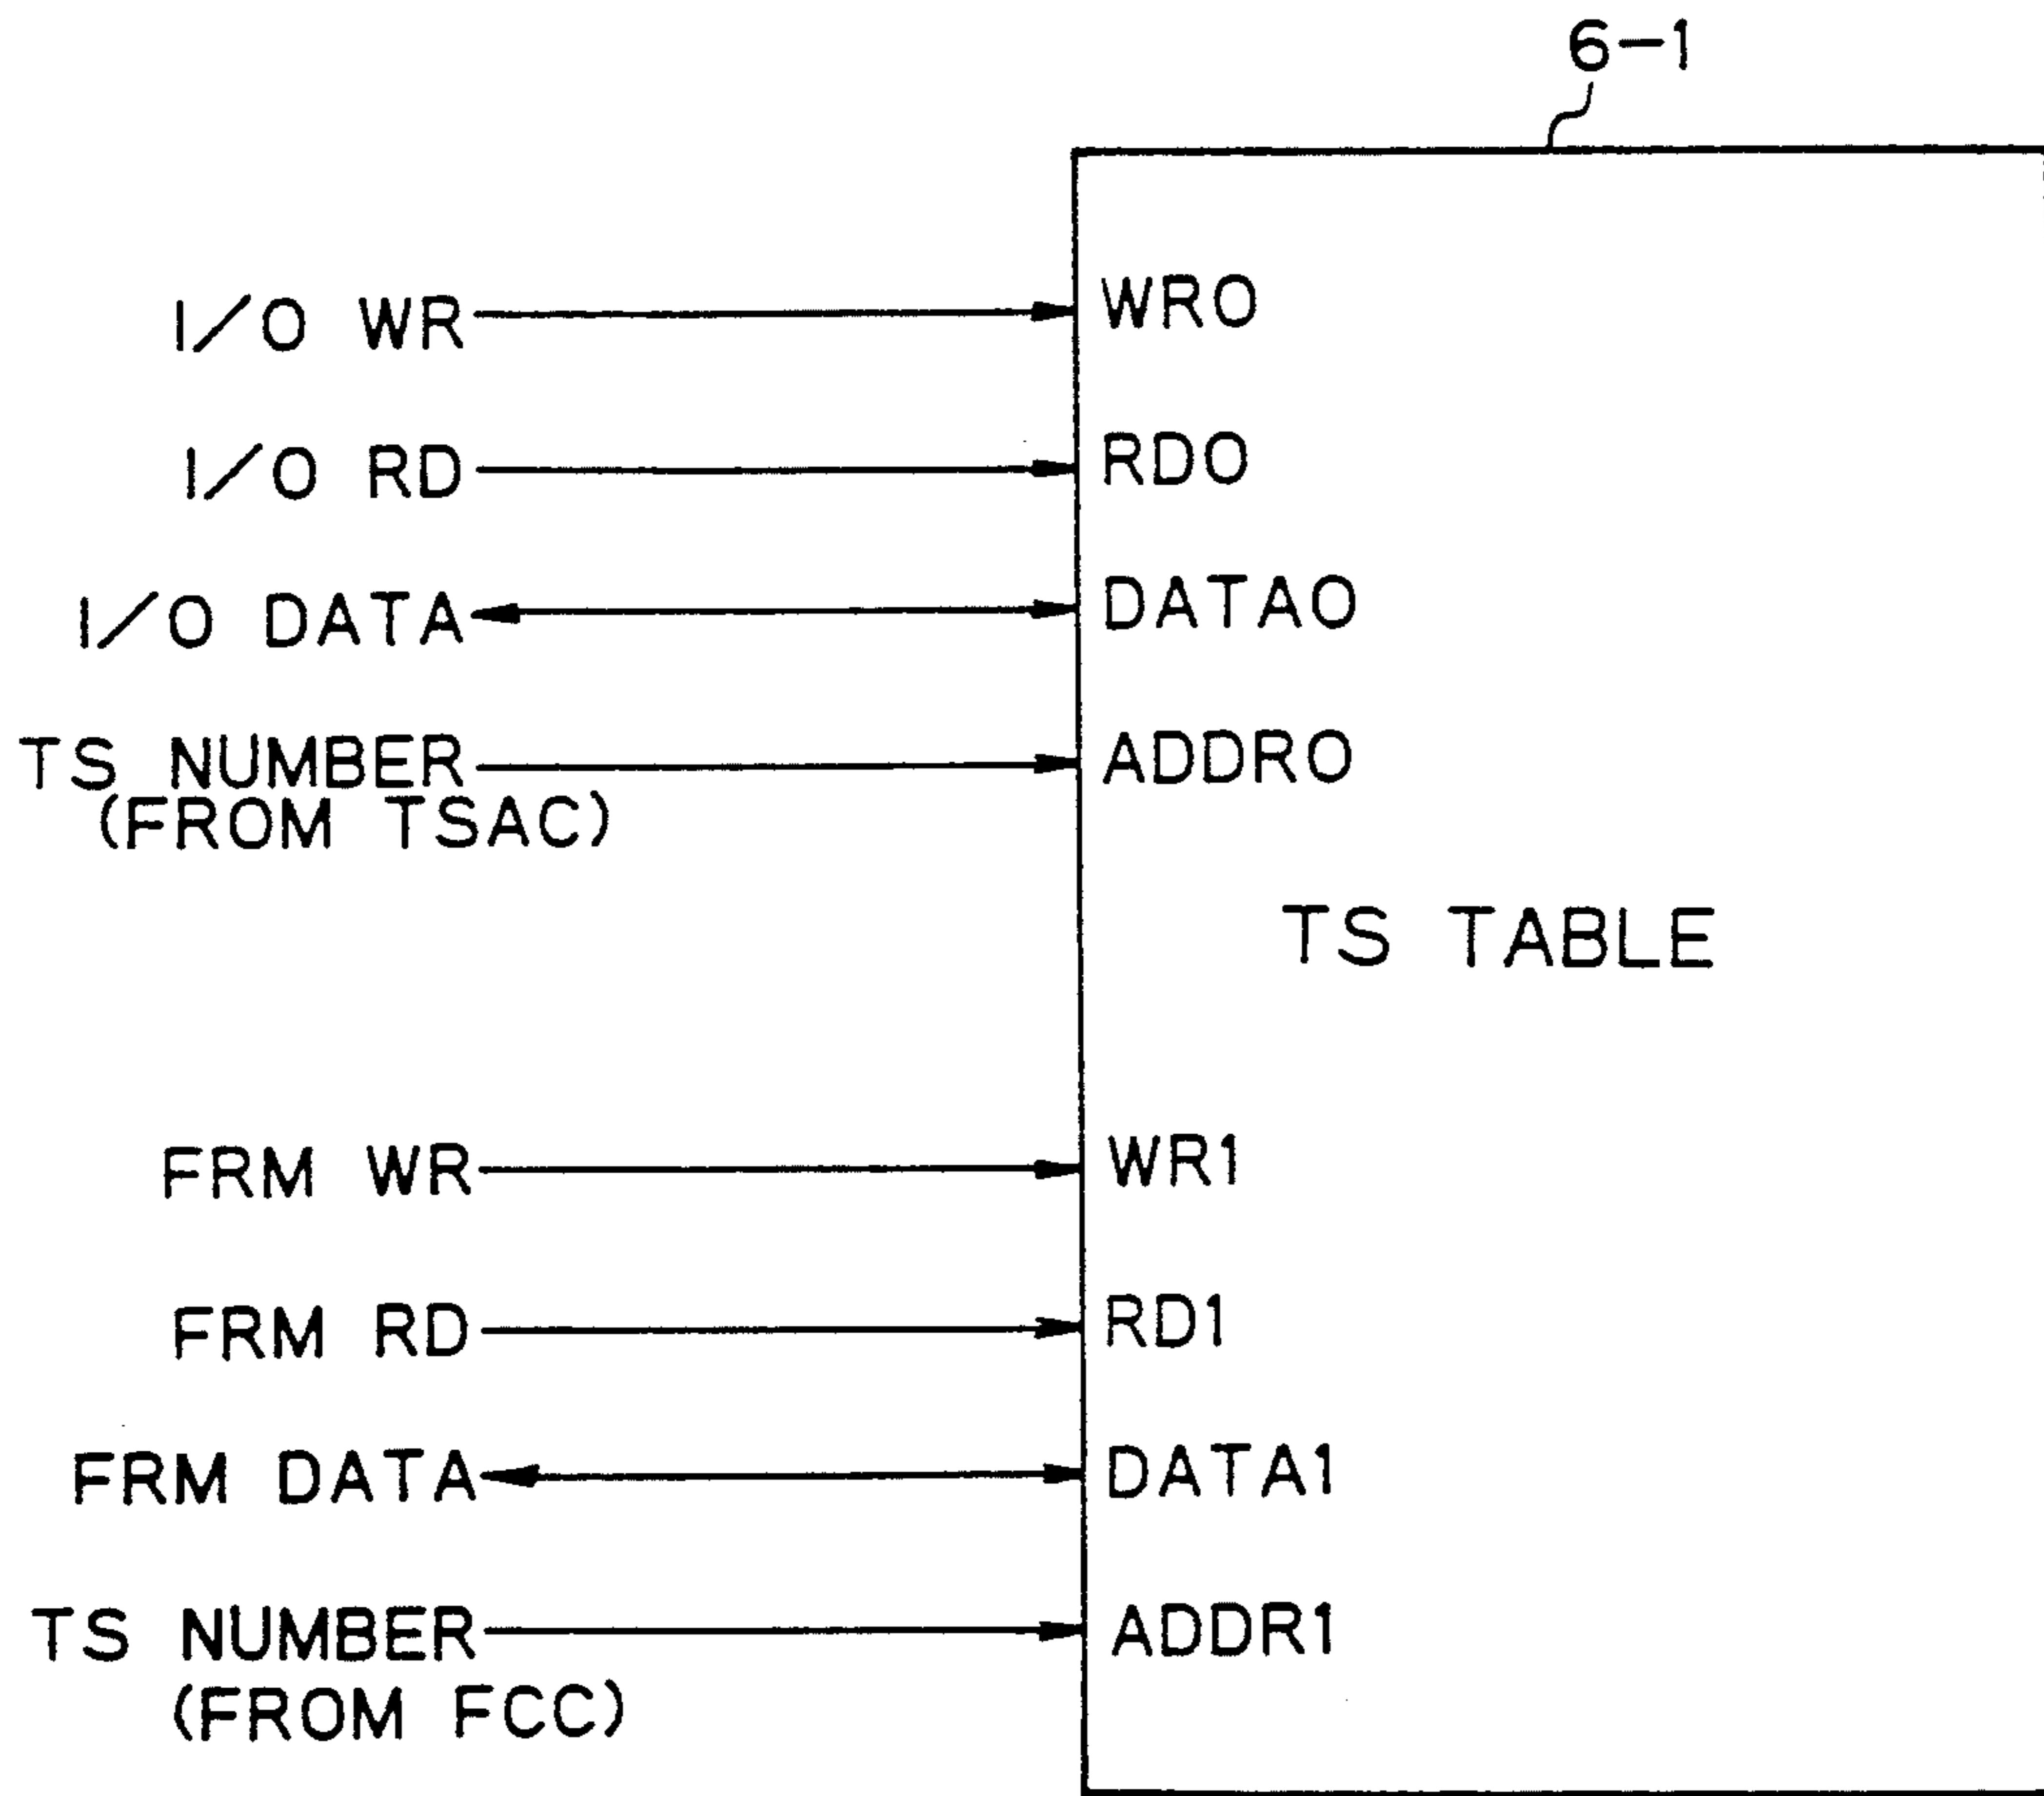 6-1
I/O WR WR0
I/O RD RD0
I/O DATA DATA0
TS NUMBER ADDR0
(FROM TSAC)
TS TABLE
FRM WR WR1
FRM RD RD1
FRM DATA DATA1
TS NUMBER ADDR1
(FROM FCC)